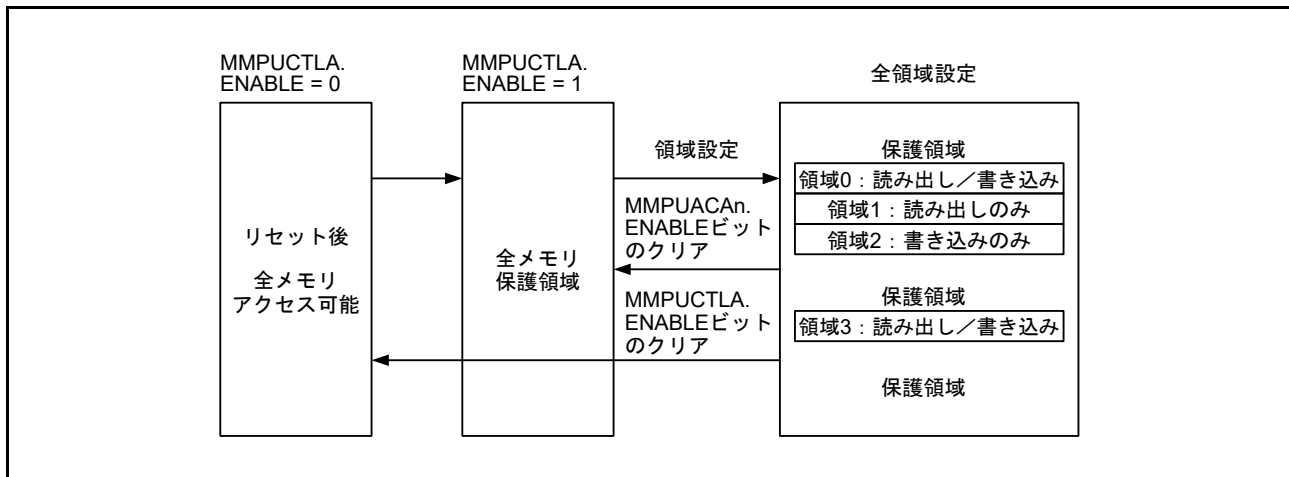 MMPUCTLA.
ENABLE = 0
リセット後
全メモリ
アクセス可能
MMPUCTLA.
ENABLE = 1
全メモリ
保護領域
領域設定
MMPUACAn.
ENABLEビット
のクリア
MMPUCTLA.
ENABLEビット
のクリア
全領域設定
保護領域
領域0：読み出し／書き込み
領域1：読み出しのみ
領域2：書き込みのみ
保護領域
領域3：読み出し／書き込み
保護領域